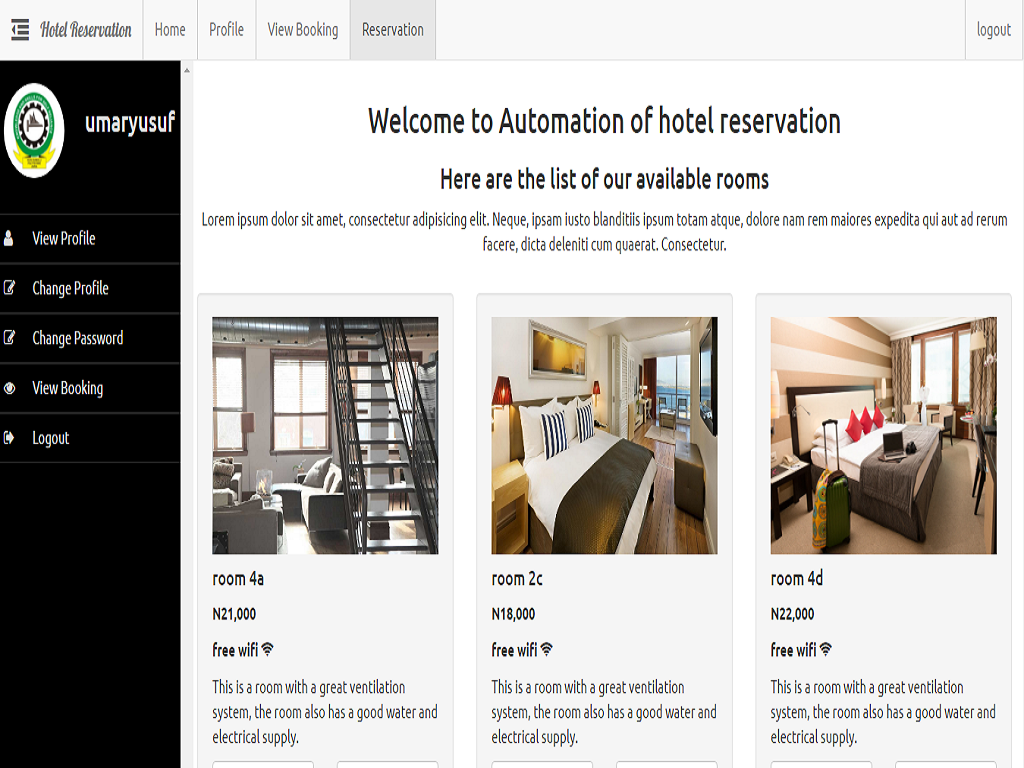 Hotel Reservation
Home
Profile
View Booking
Reservation
logout
umaryusuf
View Profile
Change Profile
Change Password
View Booking
Logout
Welcome to Automation of hotel reservation
Here are the list of our available rooms
Lorem ipsum dolor sit amet, consectetur adipisicing elit. Neque, ipsam iusto blanditiis ipsum totam atque, dolore nam rem maiores expedita qui aut ad rerum
facere, dicta deleniti cum quaerat. Consectetur.
room 4a
N21,000
free wifi
This is a room with a great ventilation
system, the room also has a good water and
electrical supply.
room 2c
N18,000
free wifi
This is a room with a great ventilation
system, the room also has a good water and
electrical supply.
room 4d
N22,000
free wifi
This is a room with a great ventilation
system, the room also has a good water and
electrical supply.